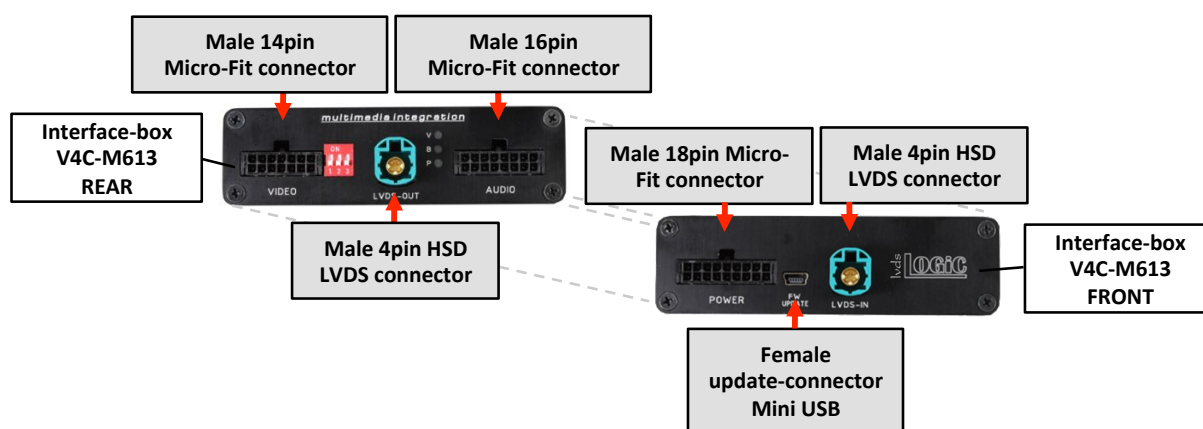 Male 14pin
Micro-Fit connector
Male 16pin
Micro-Fit connector
Interface-box
V4C-M613
REAR
multimedia integration
ON
1 2 3
V
B
P
VIDEO
LVDS-OUT
AUDIO
Male 4pin HSD
LVDS connector
Male 18pin Micro-
Fit connector
Male 4pin HSD
LVDS connector
POWER
FW
UPDATE
LVDS-IN
lvds LOGiC
Interface-box
V4C-M613
FRONT
Female
update-connector
Mini USB